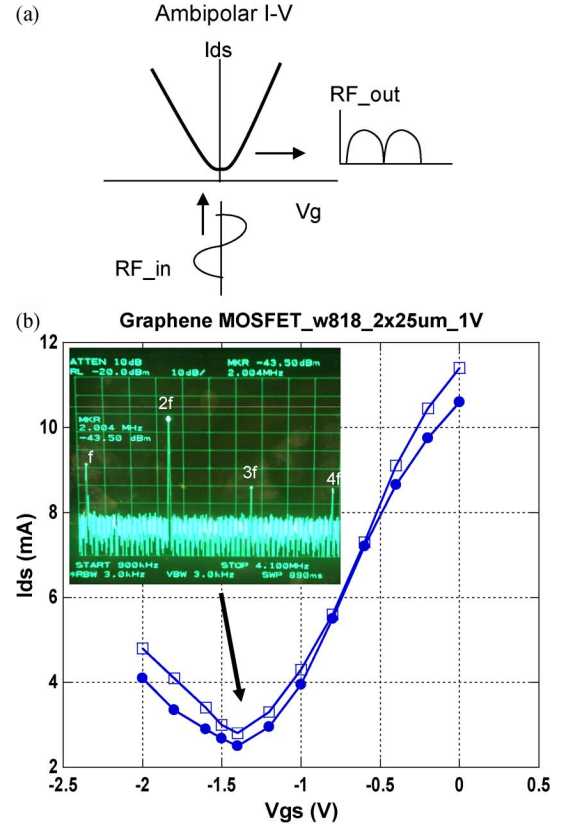 (a)
Ambipolar I-V
Ids
RF_out
Vg
RF_in
(b)
Graphene MOSFET_w818_2x25um_1V
12
10
8
6
4
2
Ids (mA)
ATTEN 10dB
MKR -43.50dBm
RL -20.0dBm
10dB/
2.004MHz
MKR
2.004 MHz
-43.50 dBm
f
2f
3f
4f
START 900kHz
STOP 4.100MHz
*RBW 3.0kHz
VBW 3.0kHz
SWP 890ms
-2.5
-2
-1.5
-1
-0.5
0
0.5
Vgs (V)